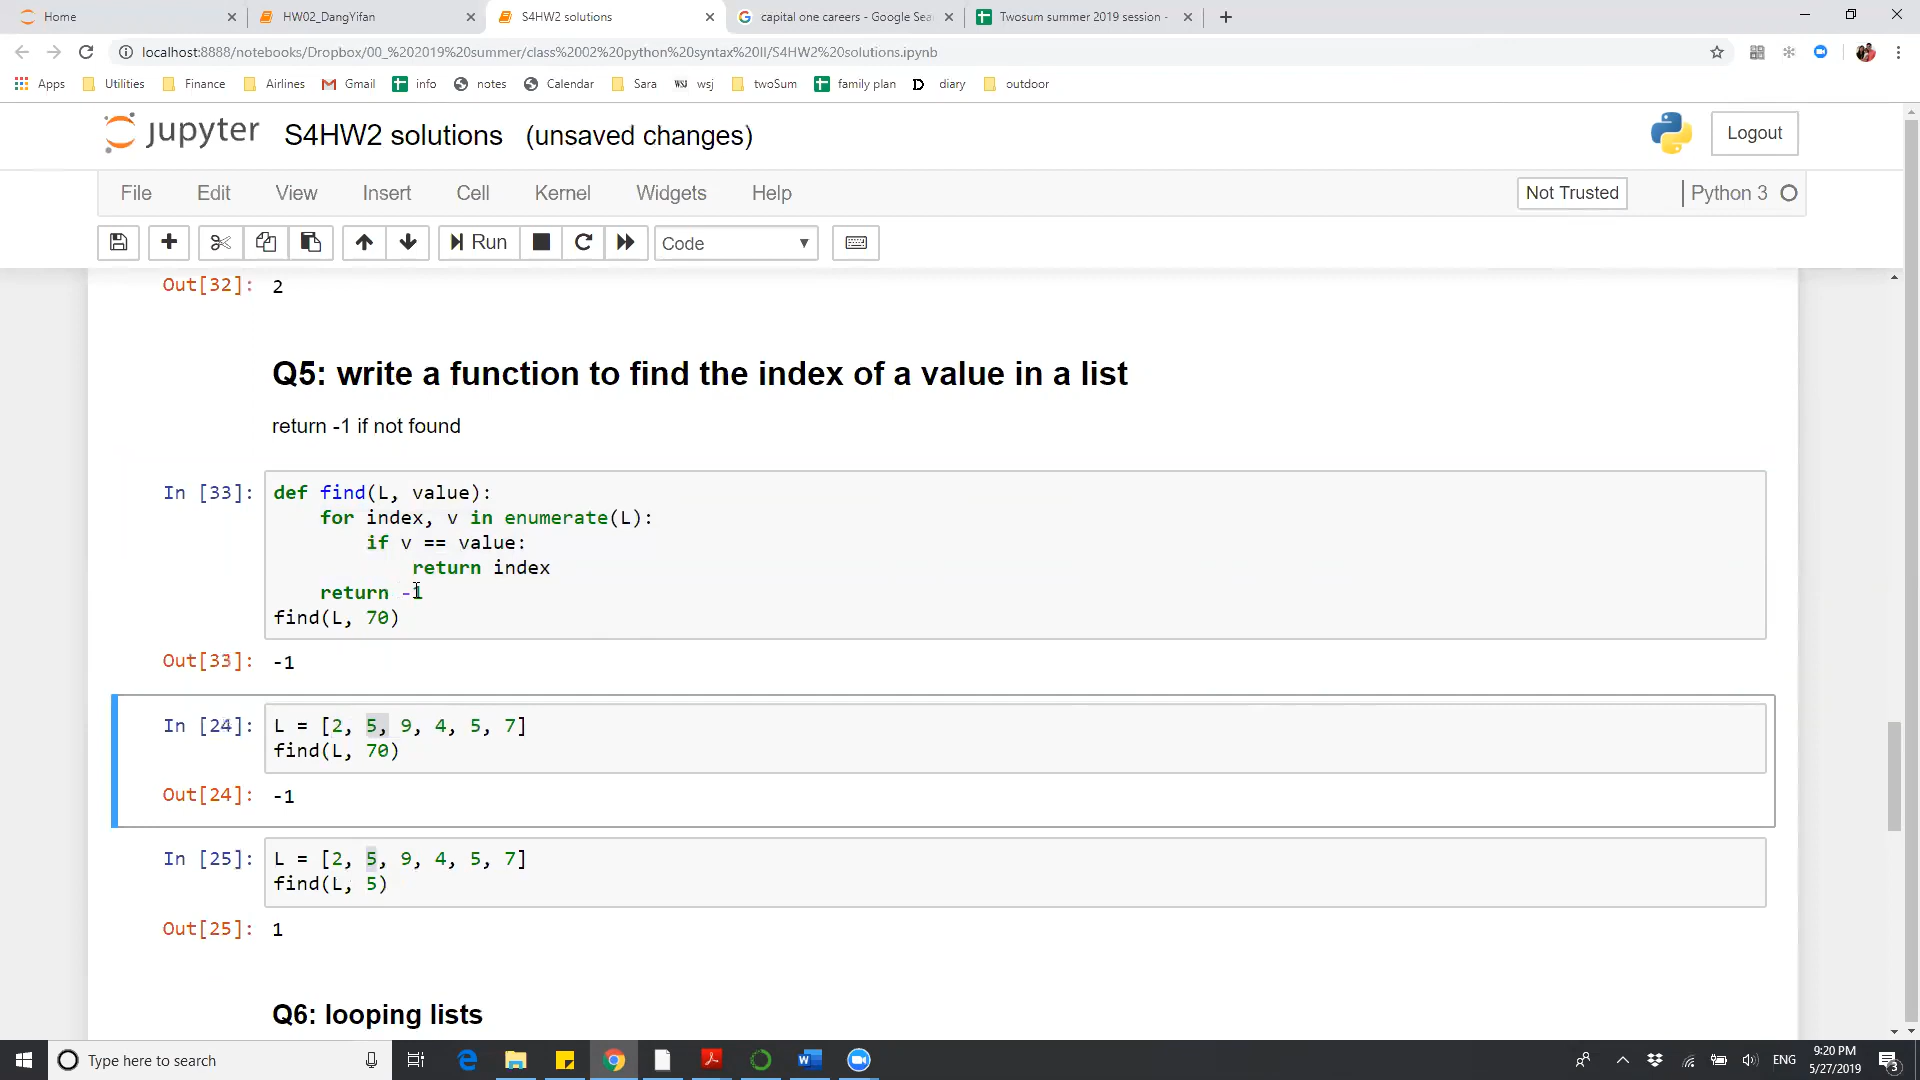 Home
HW02_DangYifan
S4HW2 solutions
capital one careers - Google Sea
Twosum summer 2019 session -
localhost:8888/notebooks/Dropbox/00_%202019%20summer/class%2002%20python%20syntax%20II/S4HW2%20solutions.ipynb
Apps
Utilities
Finance
Airlines
Gmail
info
notes
Calendar
Sara
WSJ wsj
twoSum
family plan
D diary
outdoor
jupyter S4HW2 solutions (unsaved changes)
Logout
File Edit View Insert Cell Kernel Widgets Help
Not Trusted
Python 3
Run
Code
Out[32]: 2
Q5: write a function to find the index of a value in a list
return -1 if not found
In [33]: def find(L, value):
for index, v in enumerate(L):
if v == value:
return index
return -1
find(L, 70)
Out[33]: -1
In [24]: L = [2, 5, 9, 4, 5, 7]
find(L, 70)
Out[24]: -1
In [25]: L = [2, 5, 9, 4, 5, 7]
find(L, 5)
Out[25]: 1
Q6: looping lists
Type here to search
ENG
9:20 PM
5/27/2019
3